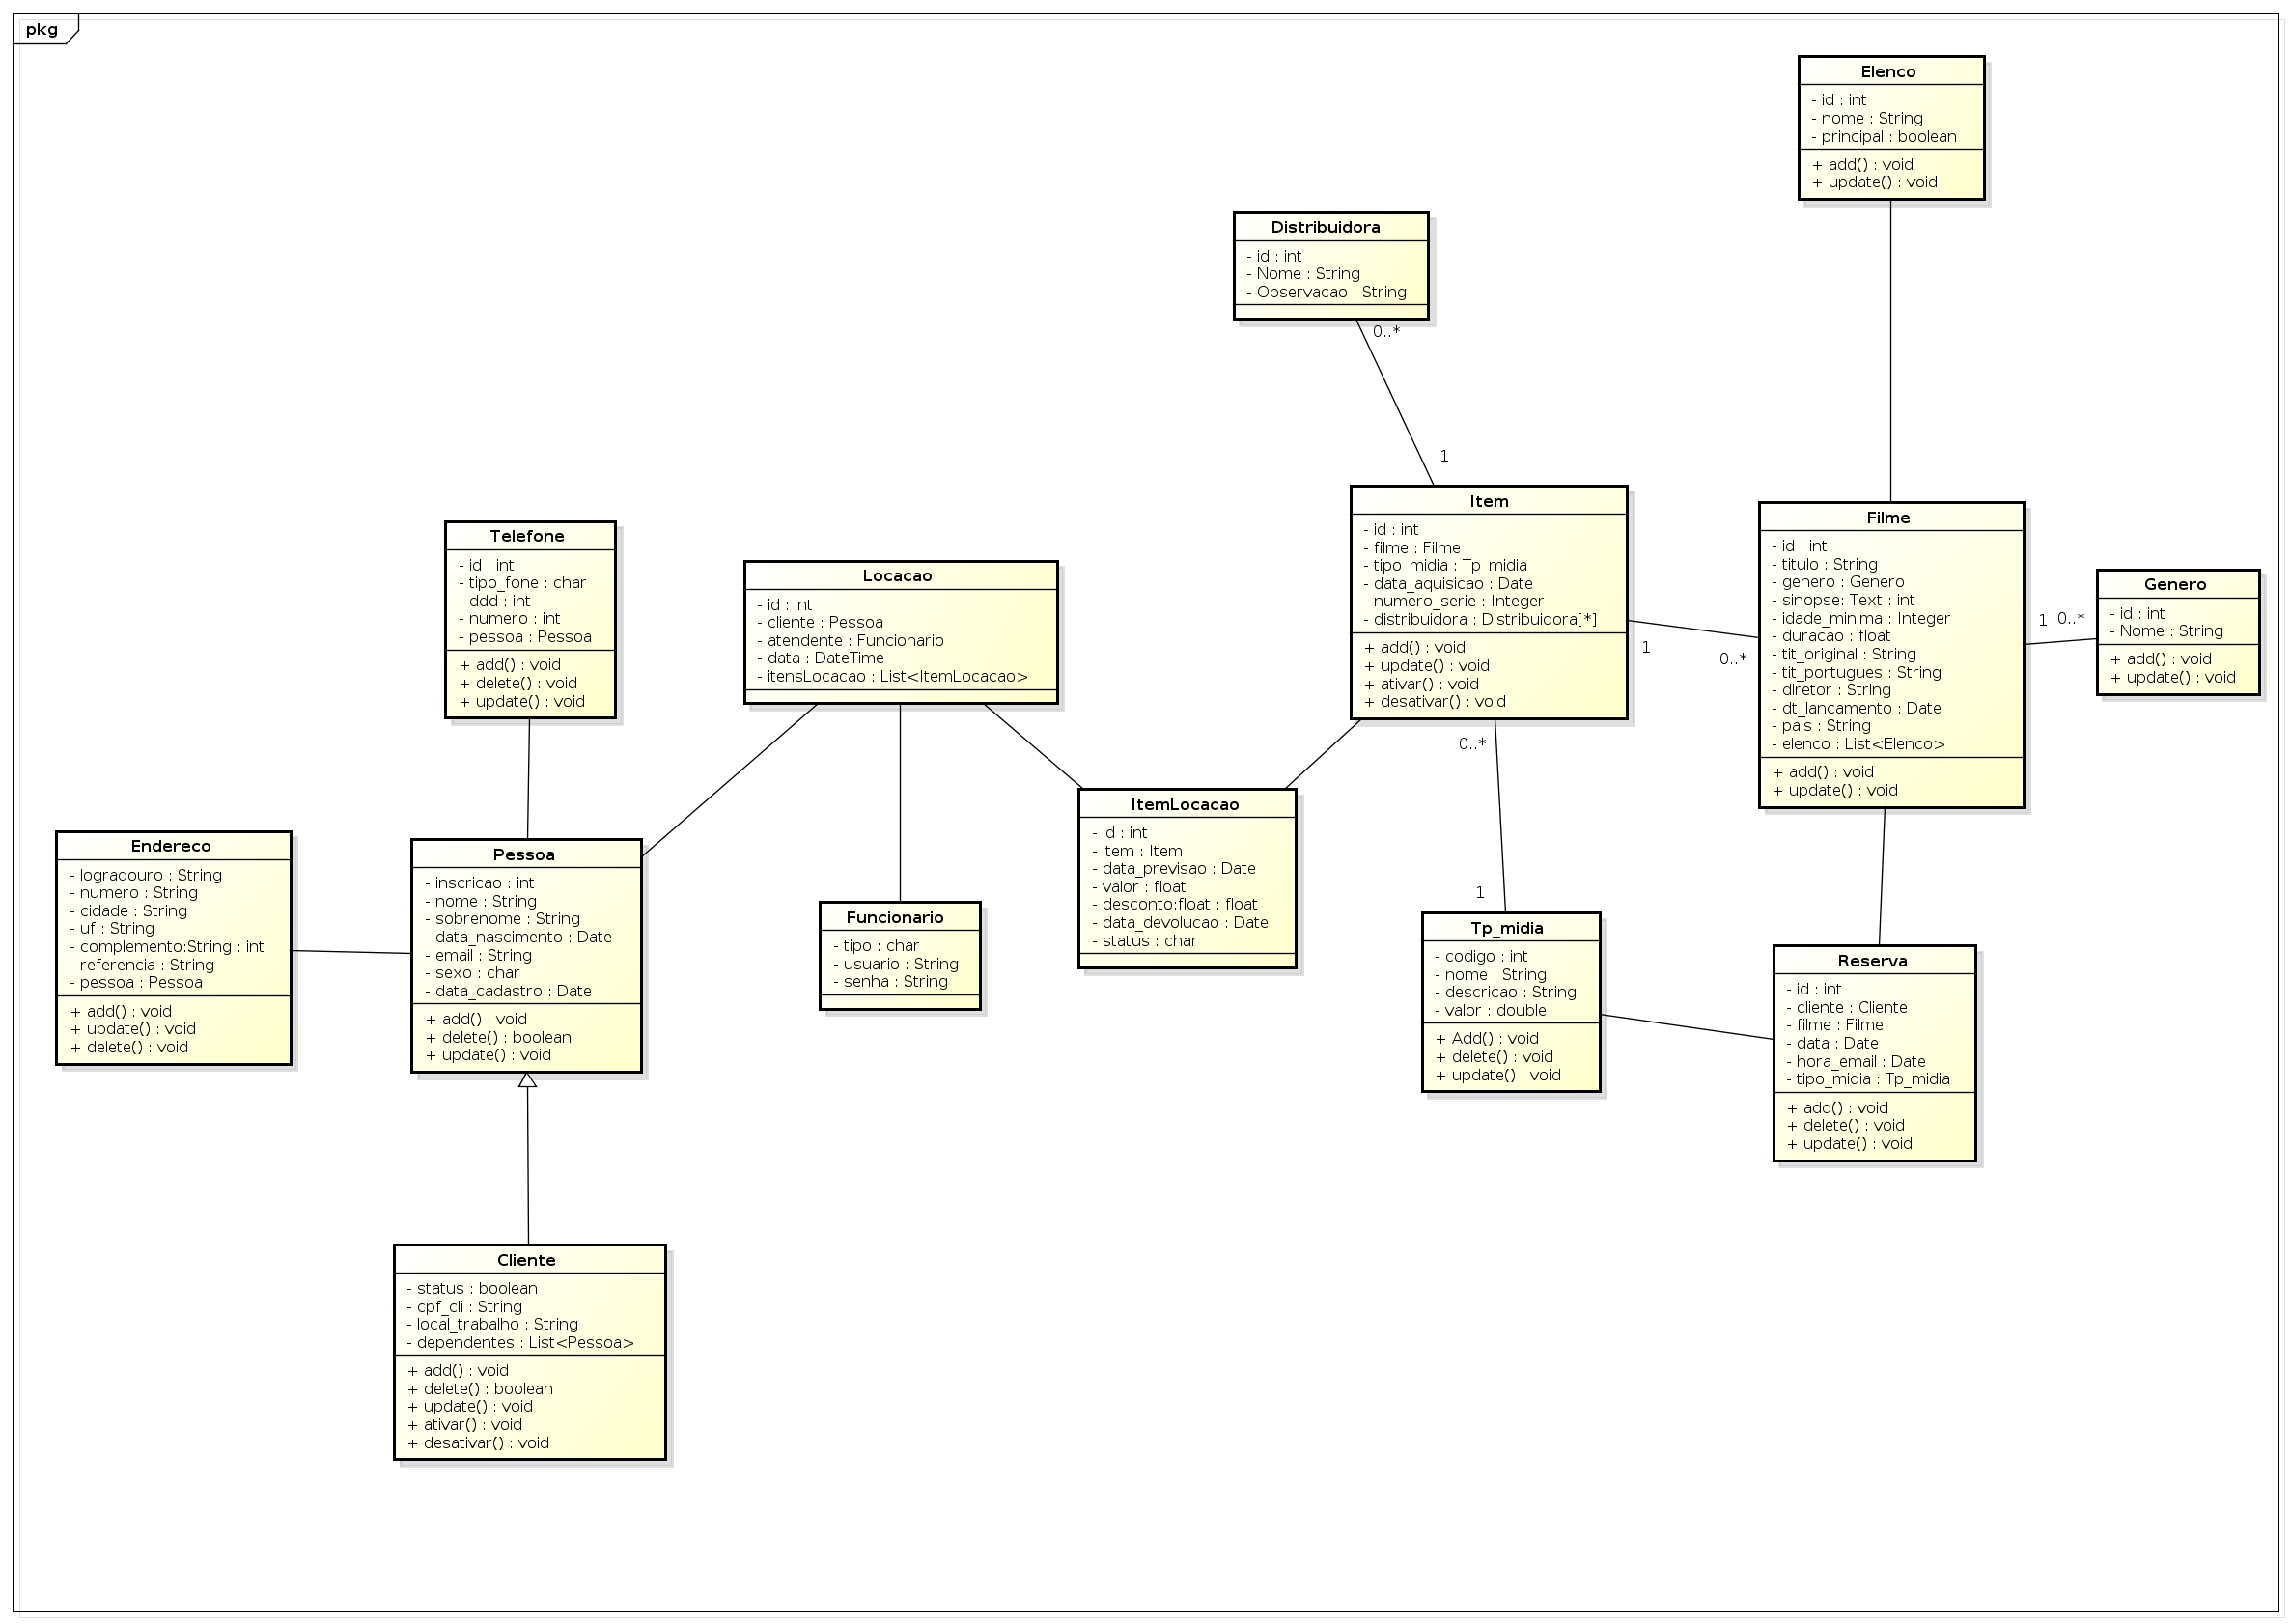 pkg
Elenco
- id : int
- nome : String
- principal : boolean
+ add() : void
+ update() : void
Distribuidora
- id : int
- Nome : String
- Observacao : String
0..*
1
Item
- id : int
- filme : Filme
- tipo_midia : Tp_midia
- data_aquisicao : Date
- numero_serie : Integer
- distribuidora : Distribuidora[*]
+ add() : void
+ update() : void
+ ativar() : void
+ desativar() : void
1
0..*
Filme
- id : int
- titulo : String
- genero : Genero
- sinopse: Text : int
- idade_minima : Integer
- duracao : float
- tit_original : String
- tit_portugues : String
- diretor : String
- dt_lancamento : Date
- pais : String
- elenco : List<Elenco>
+ add() : void
+ update() : void
1
0..*
Genero
- id : int
- Nome : String
+ add() : void
+ update() : void
Telefone
- id : int
- tipo_fone : char
- ddd : int
- numero : int
- pessoa : Pessoa
+ add() : void
+ delete() : void
+ update() : void
Locacao
- id : int
- cliente : Pessoa
- atendente : Funcionario
- data : DateTime
- itensLocacao : List<ItemLocacao>
0..*
1
Endereco
- logradouro : String
- numero : String
- cidade : String
- uf : String
- complemento:String : int
- referencia : String
- pessoa : Pessoa
+ add() : void
+ update() : void
+ delete() : void
Pessoa
- inscricao : int
- nome : String
- sobrenome : String
- data_nascimento : Date
- email : String
- sexo : char
- data_cadastro : Date
+ add() : void
+ delete() : boolean
+ update() : void
Funcionario
- tipo : char
- usuario : String
- senha : String
ItemLocacao
- id : int
- item : Item
- data_previsao : Date
- valor : float
- desconto:float : float
- data_devolucao : Date
- status : char
Tp_midia
- codigo : int
- nome : String
- descricao : String
- valor : double
+ Add() : void
+ delete() : void
+ update() : void
Reserva
- id : int
- cliente : Cliente
- filme : Filme
- data : Date
- hora_email : Date
- tipo_midia : Tp_midia
+ add() : void
+ delete() : void
+ update() : void
Cliente
- status : boolean
- cpf_cli : String
- local_trabalho : String
- dependentes : List<Pessoa>
+ add() : void
+ delete() : boolean
+ update() : void
+ ativar() : void
+ desativar() : void